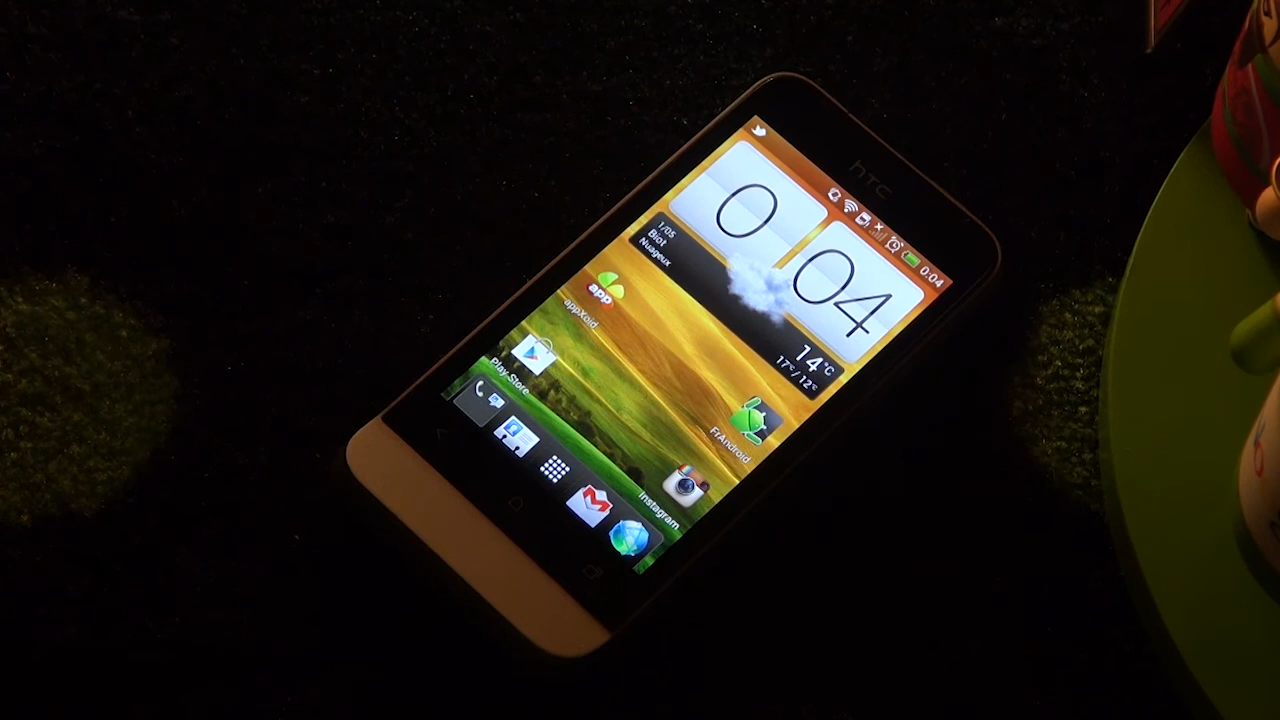 hTC
0:04
0 04
1/05
Biot
Nuageux
14°C
17°/12°C
app
appXoid
Play Store
FrAndroid
Instagram